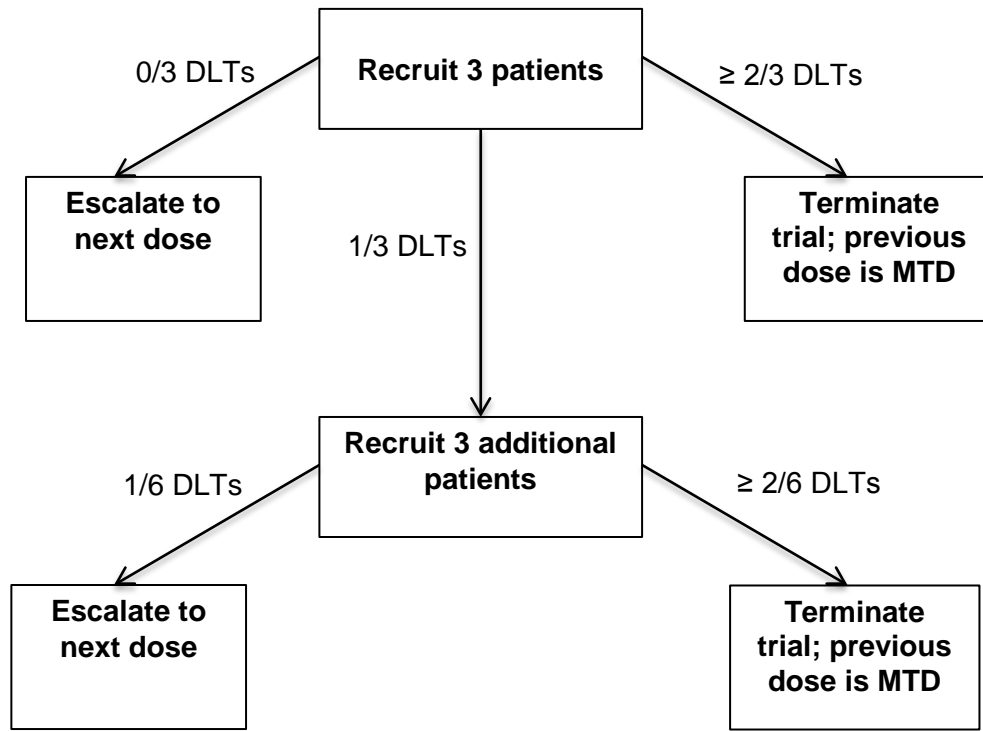 Recruit 3 patients
0/3 DLTs
≥ 2/3 DLTs
Escalate to
next dose
1/3 DLTs
Terminate
trial; previous
dose is MTD
Recruit 3 additional
patients
1/6 DLTs
≥ 2/6 DLTs
Escalate to
next dose
Terminate
trial; previous
dose is MTD